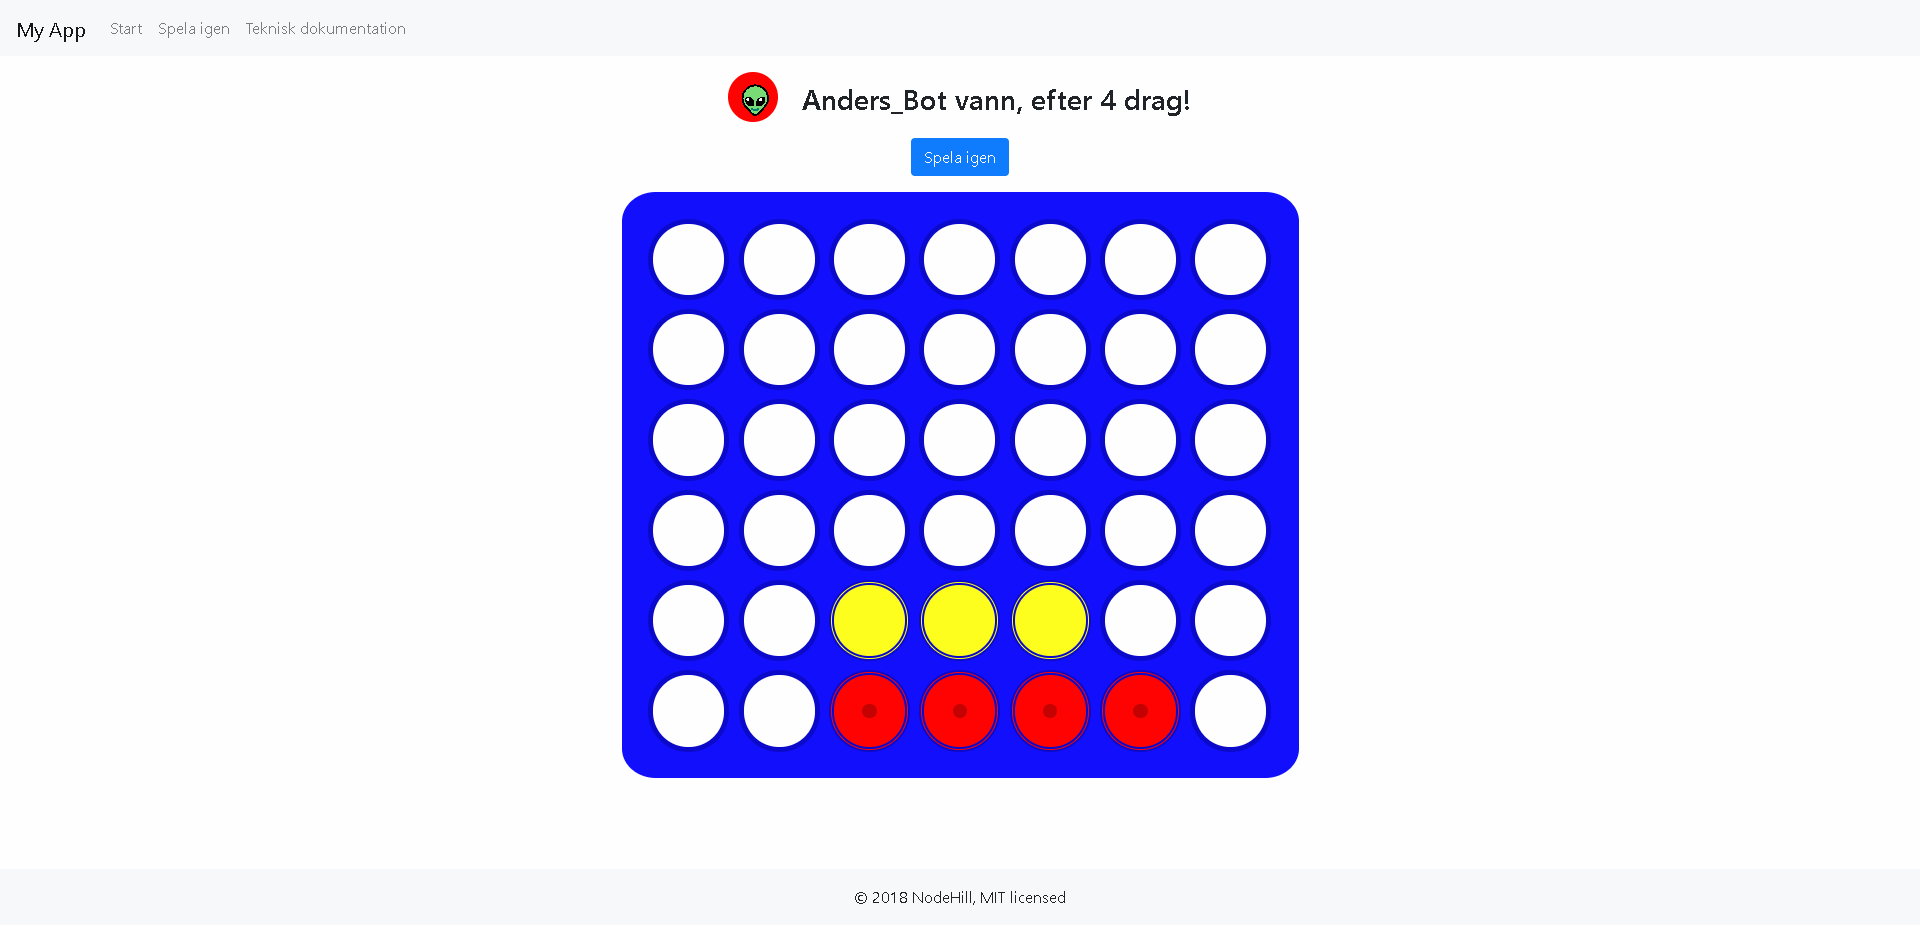 My App Start Spela igen Teknisk dokumentation
Anders_Bot vann, efter 4 drag!
Spela igen
© 2018 NodeHill, MIT licensed